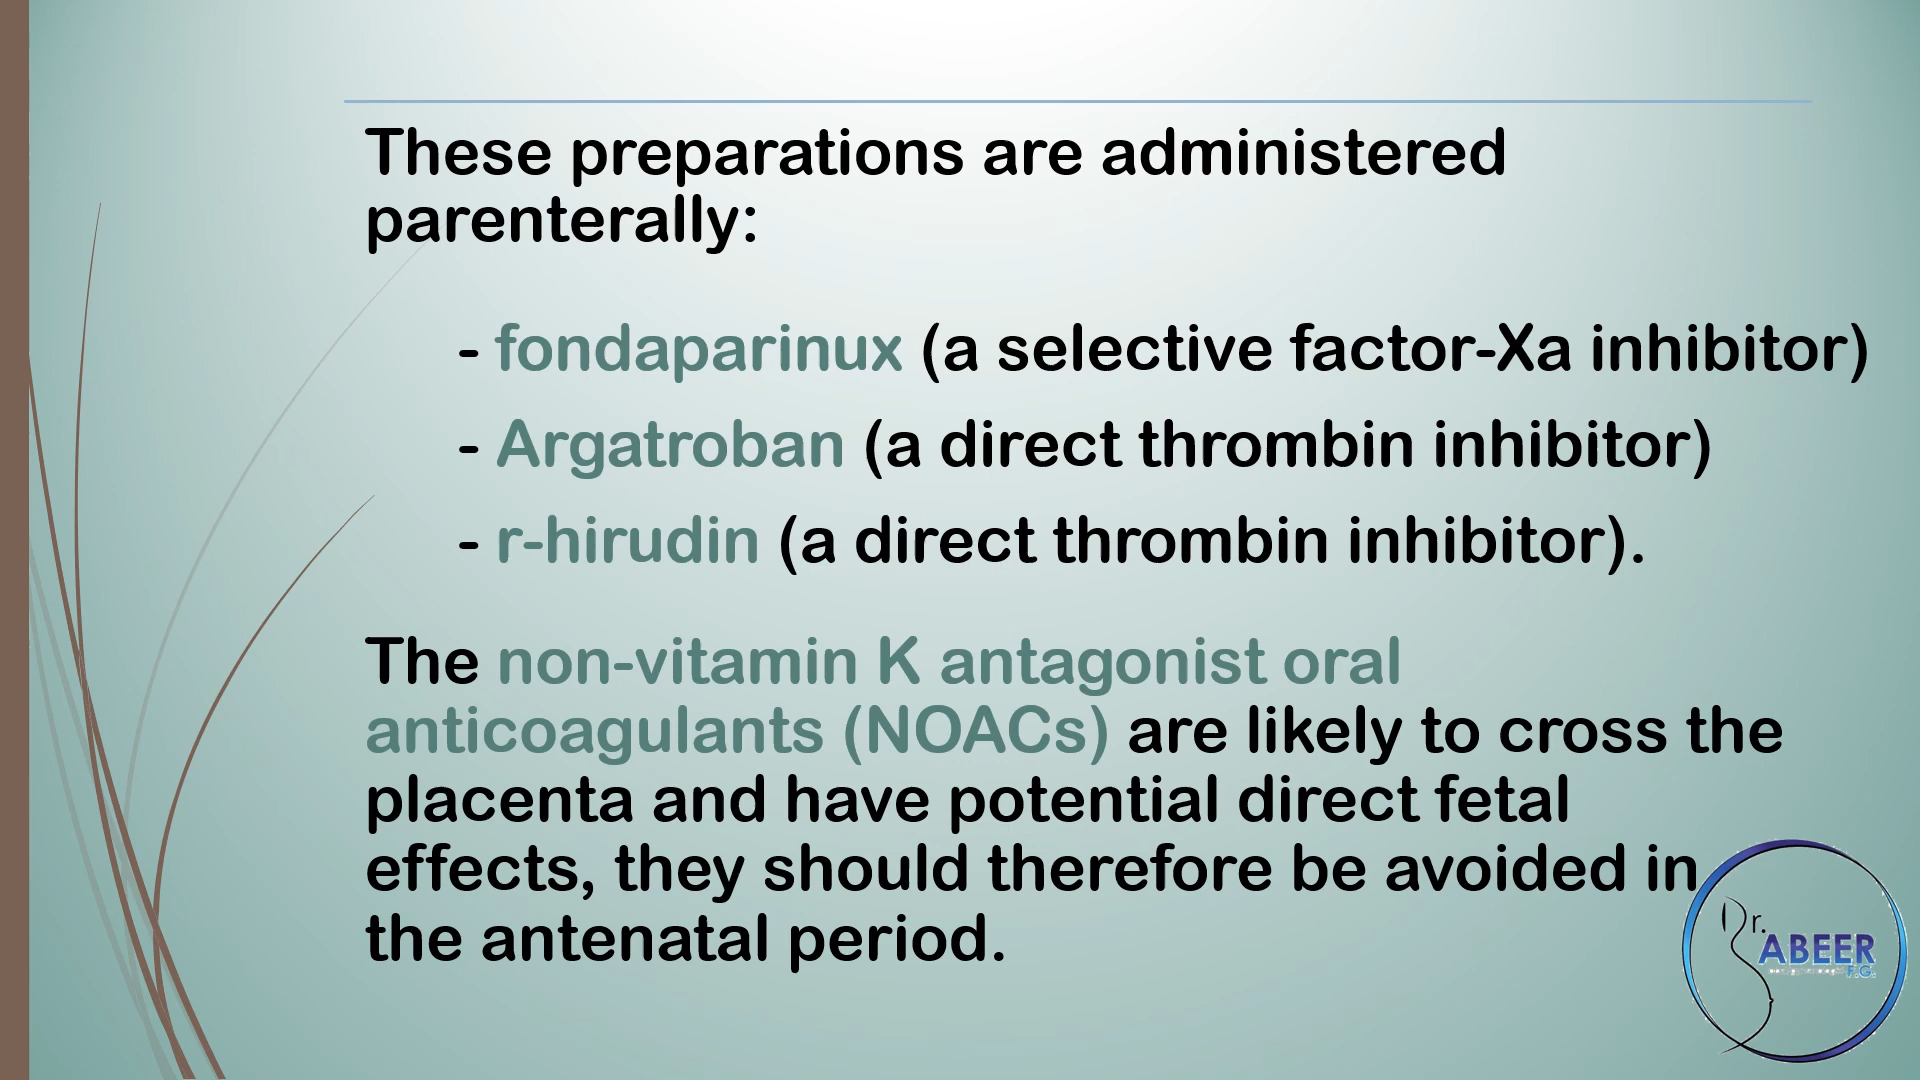 These preparations are administered
parenterally:
- fondaparinux (a selective factor-Xa inhibitor)
- Argatroban (a direct thrombin inhibitor)
- r-hirudin (a direct thrombin inhibitor).
The non-vitamin K antagonist oral
anticoagulants (NOACs) are likely to cross the
placenta and have potential direct fetal
effects, they should therefore be avoided in
the antenatal period.
Dr.
ABEER
F.G.